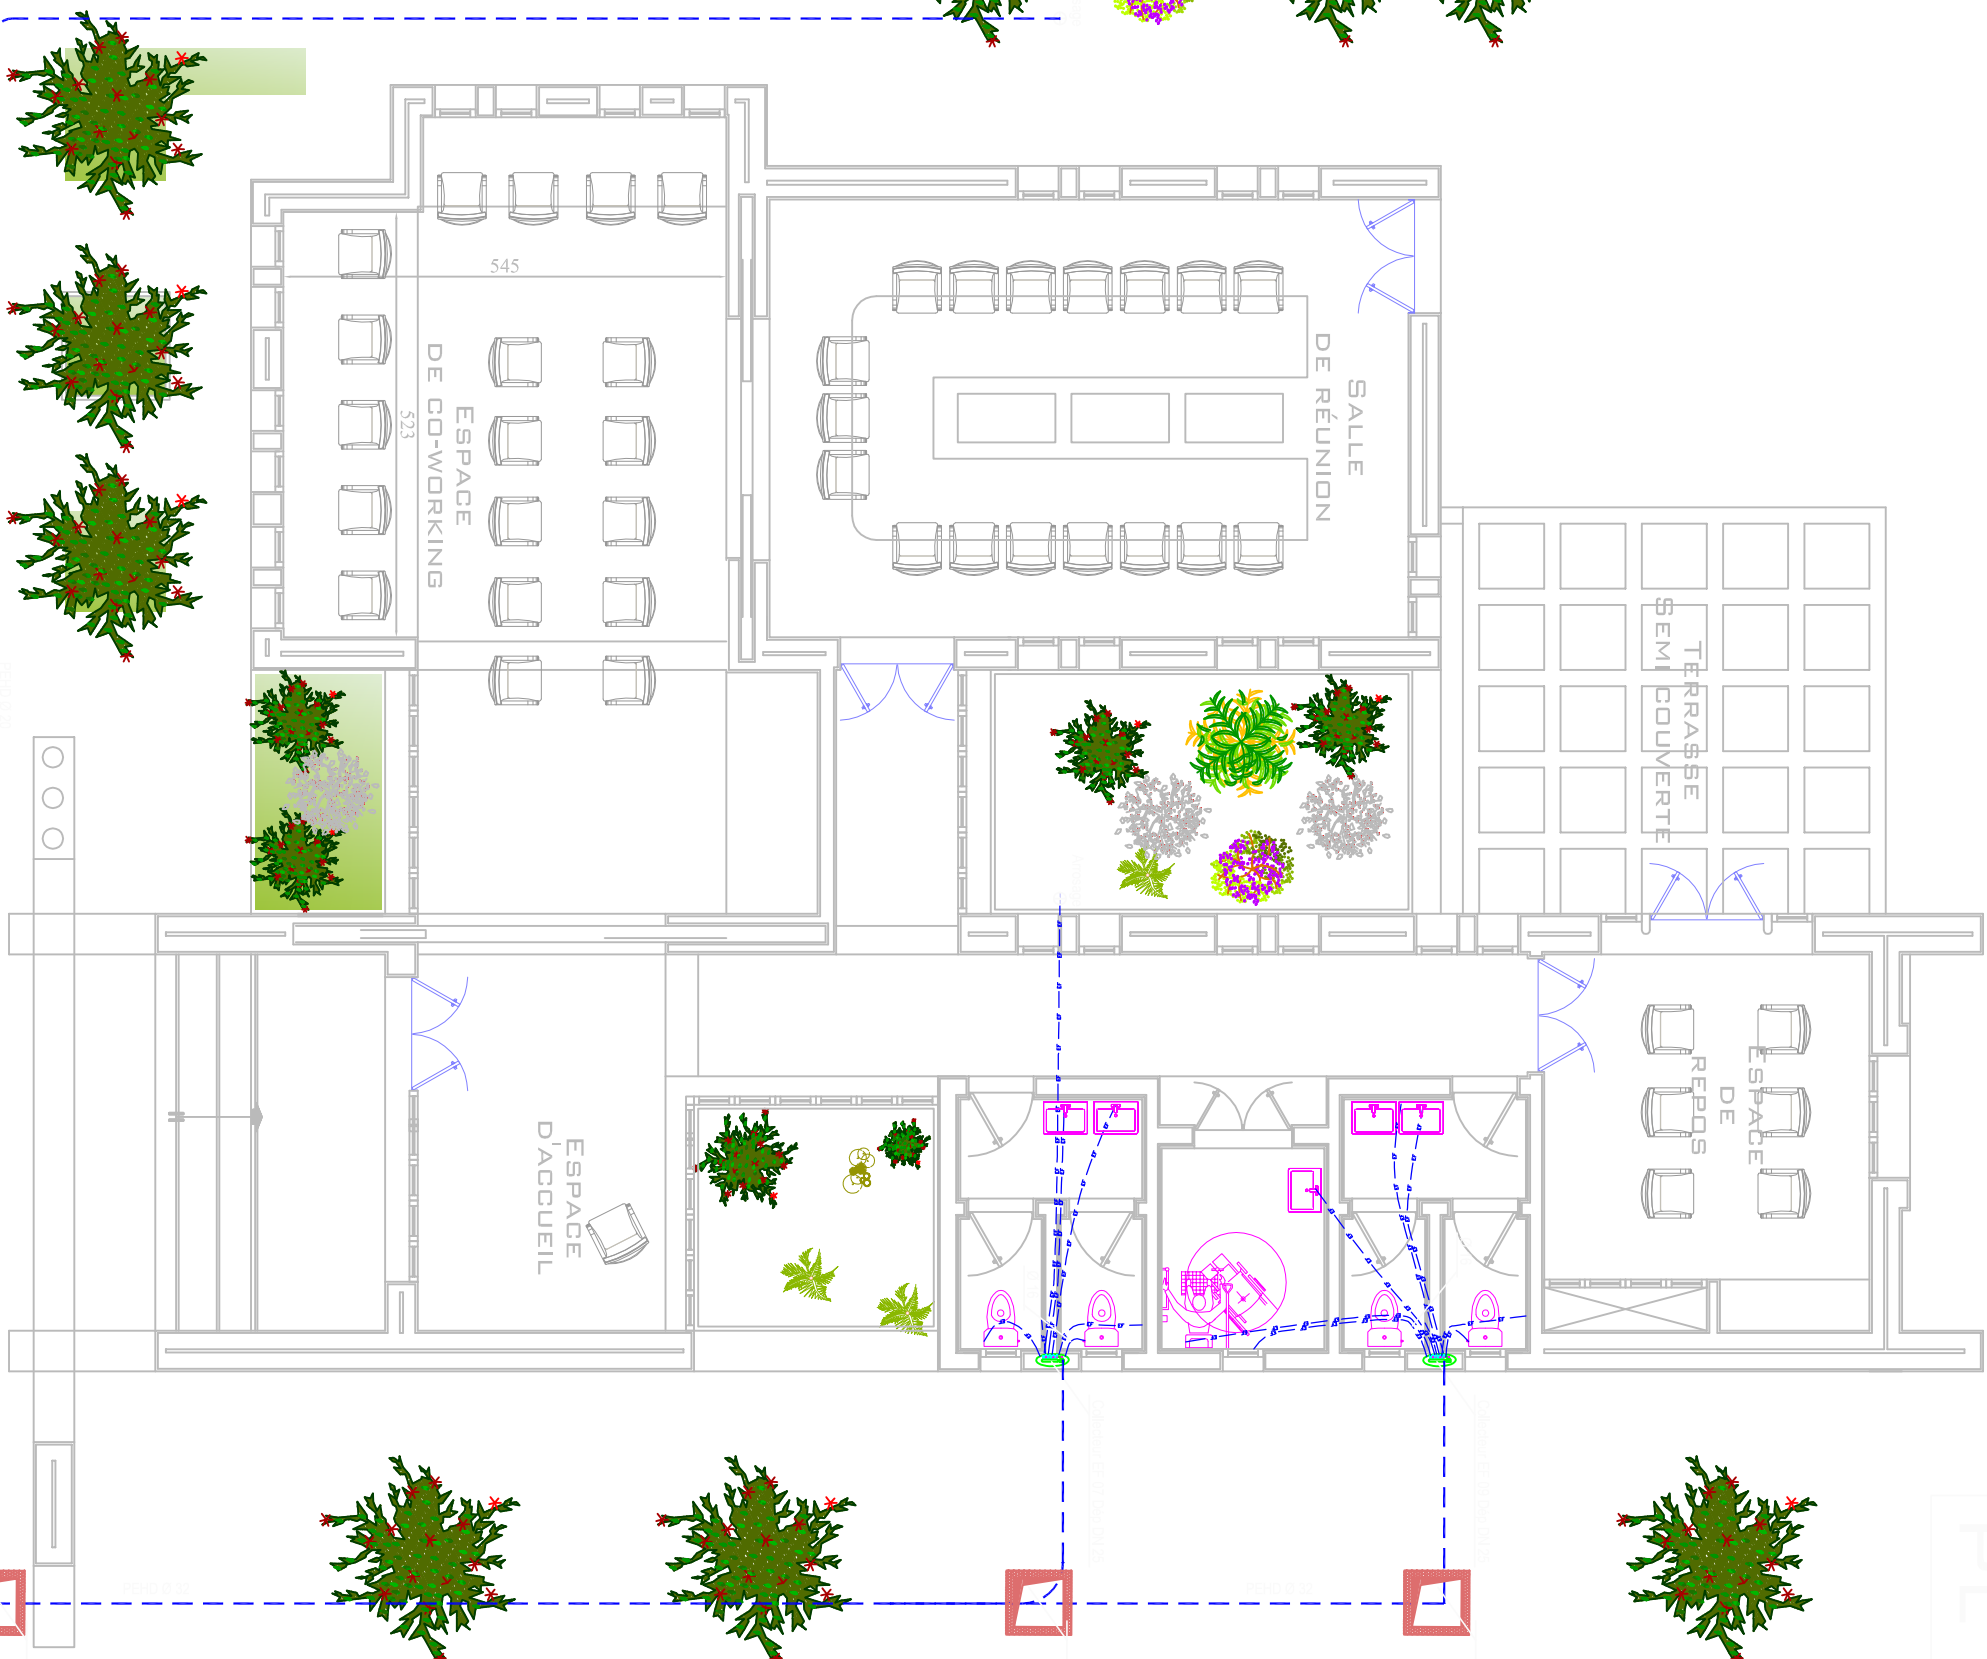 545
523
ESPACE
DE CO-WORKING
SALLE
DE RÉUNION
TERRASSE
SEMI COUVERTE
ESPACE
D'ACCUEIL
ESPACE
DE
REPOS